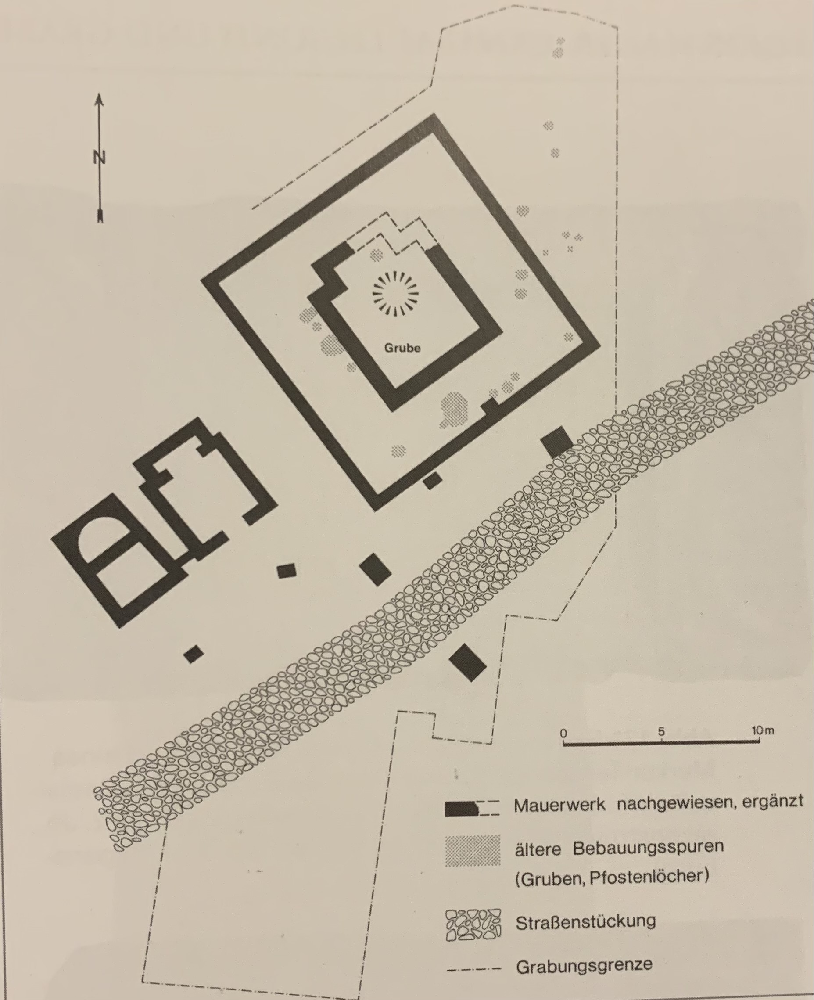 N
Grube
0 5 10m
Mauerwerk nachgewiesen, ergänzt
ältere Bebauungsspuren
(Gruben, Pfostenlöcher)
Straßenstückung
Grabungsgrenze